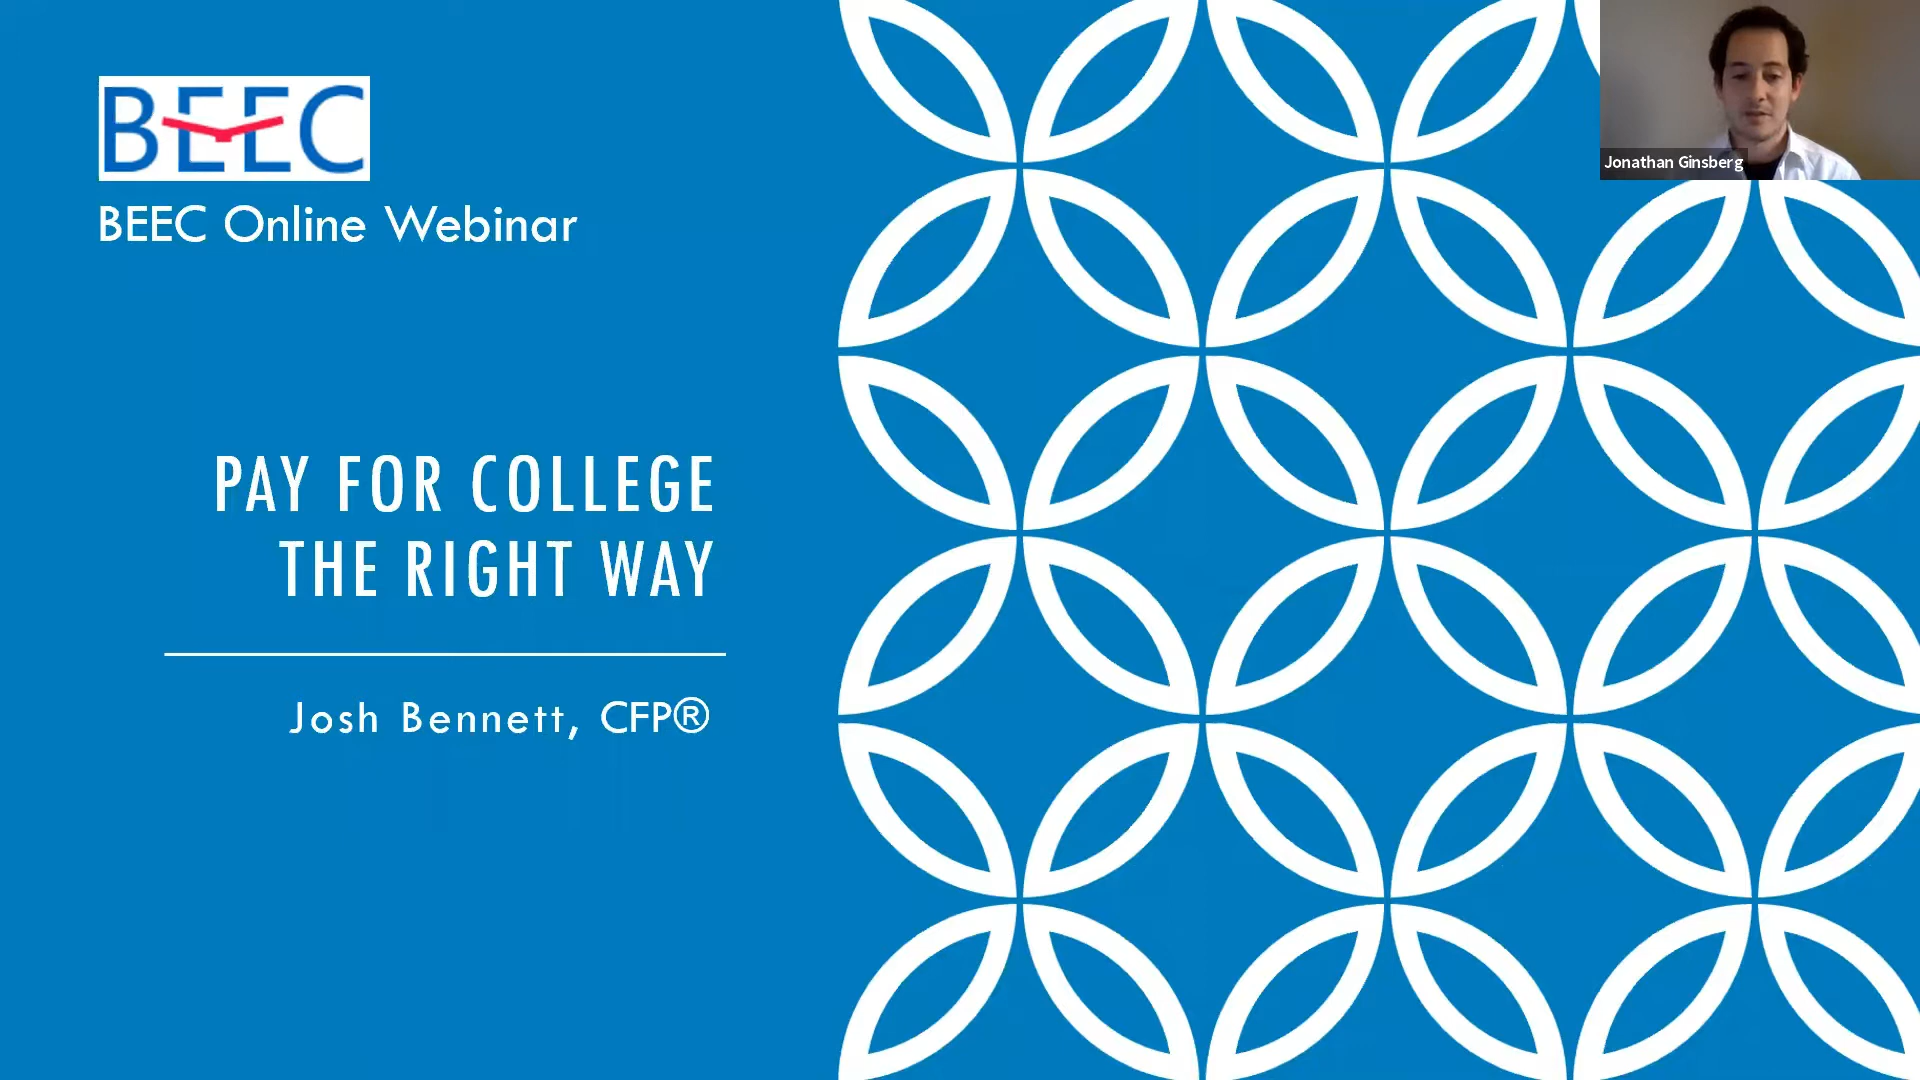 BEEC
BEEC Online Webinar
PAY FOR COLLEGE
THE RIGHT WAY
Josh Bennett, CFP®
Jonathan Ginsberg